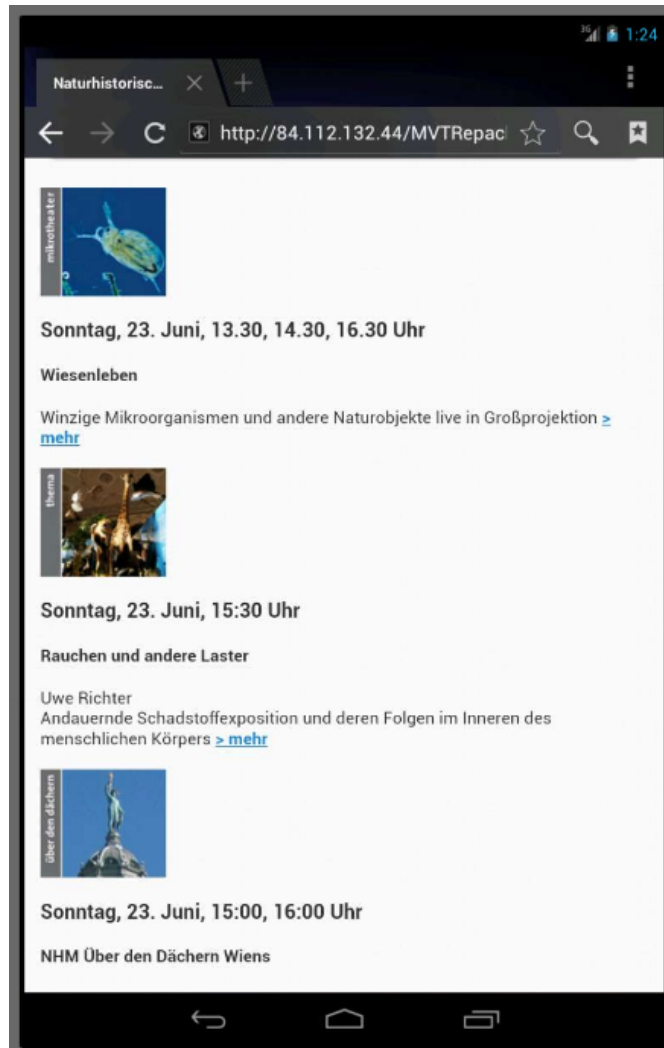 3G 1:24
Naturhistorisc...
http://84.112.132.44/MVTRepac
mikrotheater
Sonntag, 23. Juni, 13.30, 14.30, 16.30 Uhr
Wiesenleben
Winzige Mikroorganismen und andere Naturobjekte live in Großprojektion >
mehr
thema
Sonntag, 23. Juni, 15:30 Uhr
Rauchen und andere Laster
Uwe Richter
Andauernde Schadstoffexposition und deren Folgen im Inneren des
menschlichen Körpers > mehr
über den dächern
Sonntag, 23. Juni, 15:00, 16:00 Uhr
NHM Über den Dächern Wiens